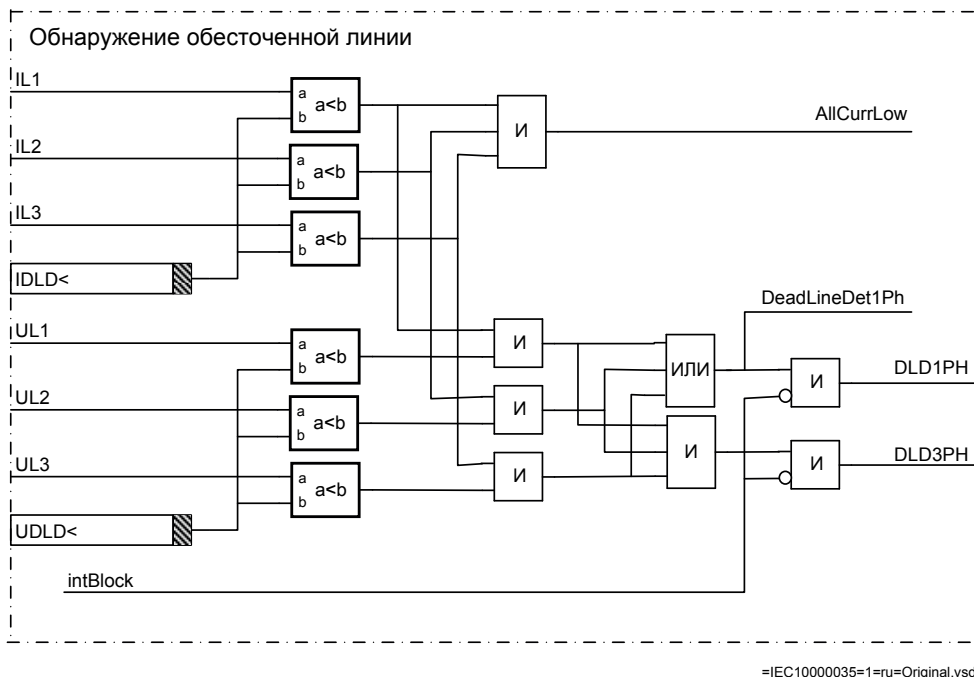 Обнаружение обесточенной линии
IL1
a
b
a<b
И
AllCurrLow
IL2
a
b
a<b
IL3
a
b
a<b
IDLD<
DeadLineDet1Ph
UL1
a
b
a<b
И
ИЛИ
И
DLD1PH
UL2
a
b
a<b
И
И
И
DLD3PH
UL3
a
b
a<b
И
UDLD<
intBlock
=IEC10000035=1=ru=Original.vsd